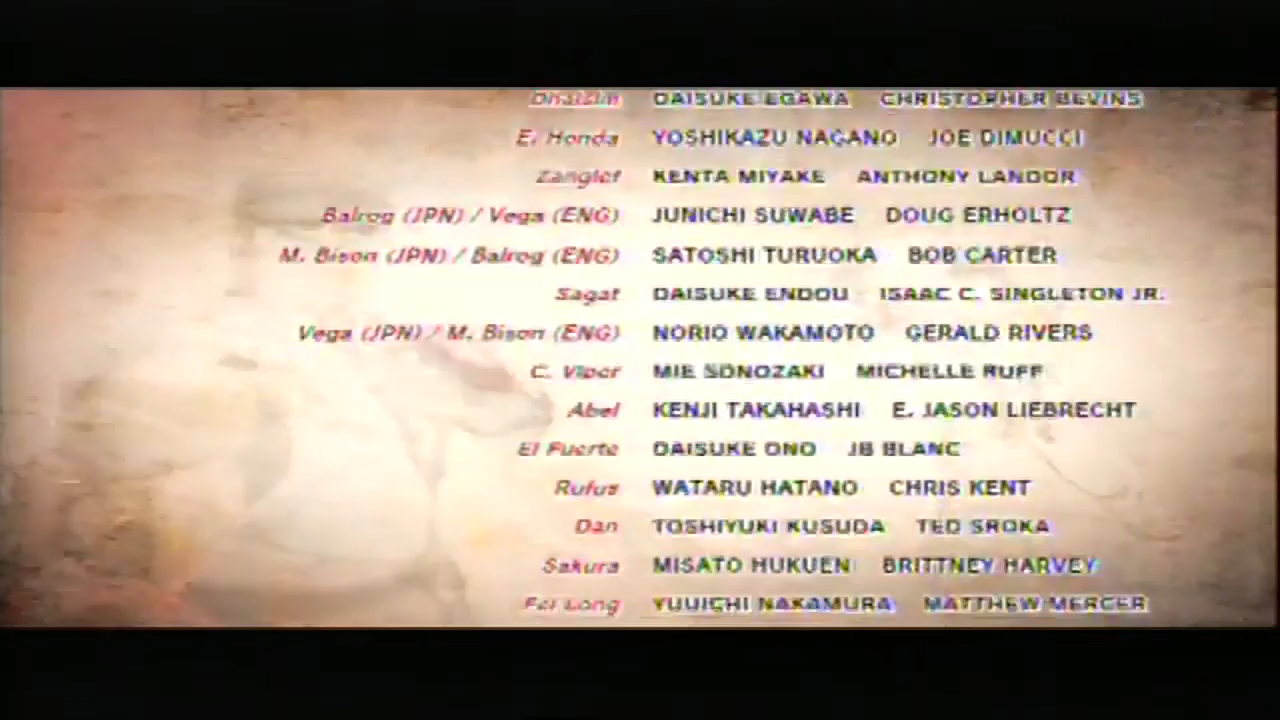 Dhalsim DAISUKE EGAWA CHRISTOPHER BEVINS
E. Honda YOSHIKAZU NAGANO JOE DIMUCCI
Zangief KENTA MIYAKE ANTHONY LANDOR
Balrog (JPN) / Vega (ENG) JUNICHI SUWABE DOUG ERHOLTZ
M. Bison (JPN) / Balrog (ENG) SATOSHI TURUOKA BOB CARTER
Sagat DAISUKE ENDOU ISAAC C. SINGLETON JR.
Vega (JPN) / M. Bison (ENG) NORIO WAKAMOTO GERALD RIVERS
C. Viper MIE SONOZAKI MICHELLE RUFF
Abel KENJI TAKAHASHI E. JASON LIEBRECHT
El Fuerte DAISUKE ONO JB BLANC
Rufus WATARU HATANO CHRIS KENT
Dan TOSHIYUKI KUSUDA TED SROKA
Sakura MISATO HUKUEN BRITTNEY HARVEY
Fei Long YUUICHI NAKAMURA MATTHEW MERCER